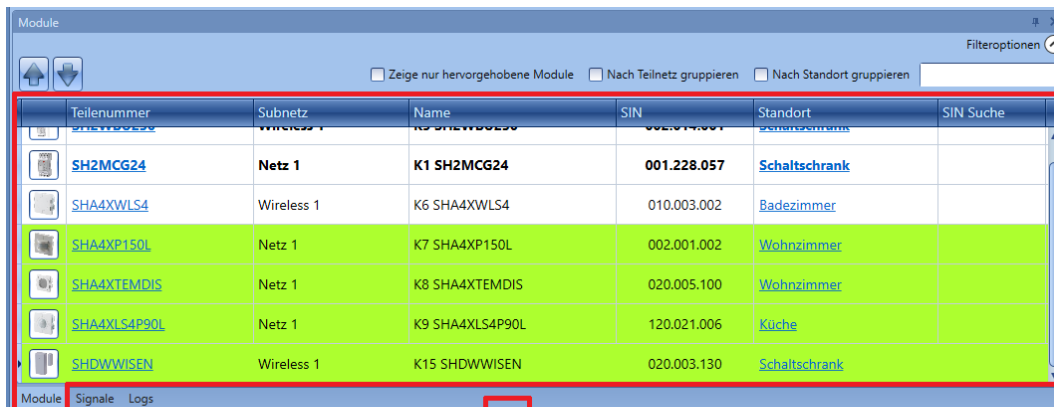 Module
Filteroptionen
Zeige nur hervorgehobene Module Nach Teilnetz gruppieren Nach Standort gruppieren
Teilenummer Subnetz Name SIN Standort SIN Suche
SH2MCG24 Netz 1 K1 SH2MCG24 001.228.057 Schaltschrank
SHA4XWLS4 Wireless 1 K6 SHA4XWLS4 010.003.002 Badezimmer
SHA4XP150L Netz 1 K7 SHA4XP150L 002.001.002 Wohnzimmer
SHA4XTEMDIS Netz 1 K8 SHA4XTEMDIS 020.005.100 Wohnzimmer
SHA4XLS4P90L Netz 1 K9 SHA4XLS4P90L 120.021.006 Küche
SHDWWISEN Wireless 1 K15 SHDWWISEN 020.003.130 Schaltschrank
Module Signale Logs